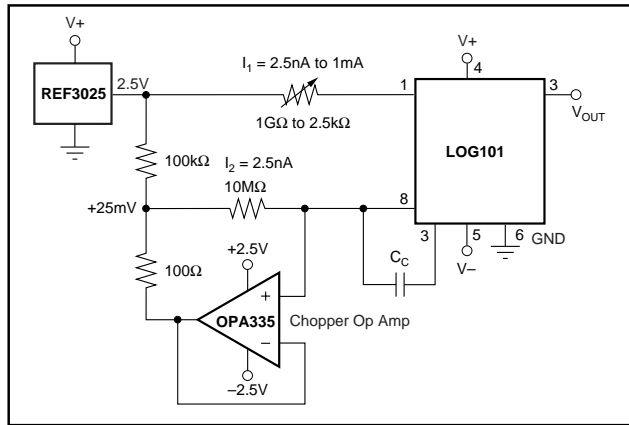 V+
REF3025
2.5V
I1 = 2.5nA to 1mA
1GΩ to 2.5kΩ
1
V+
4
3
VOUT
LOG101
100kΩ
I2 = 2.5nA
10MΩ
+25mV
8
3
5
6
GND
V–
CC
100Ω
+2.5V
+
OPA335
–
Chopper Op Amp
–2.5V